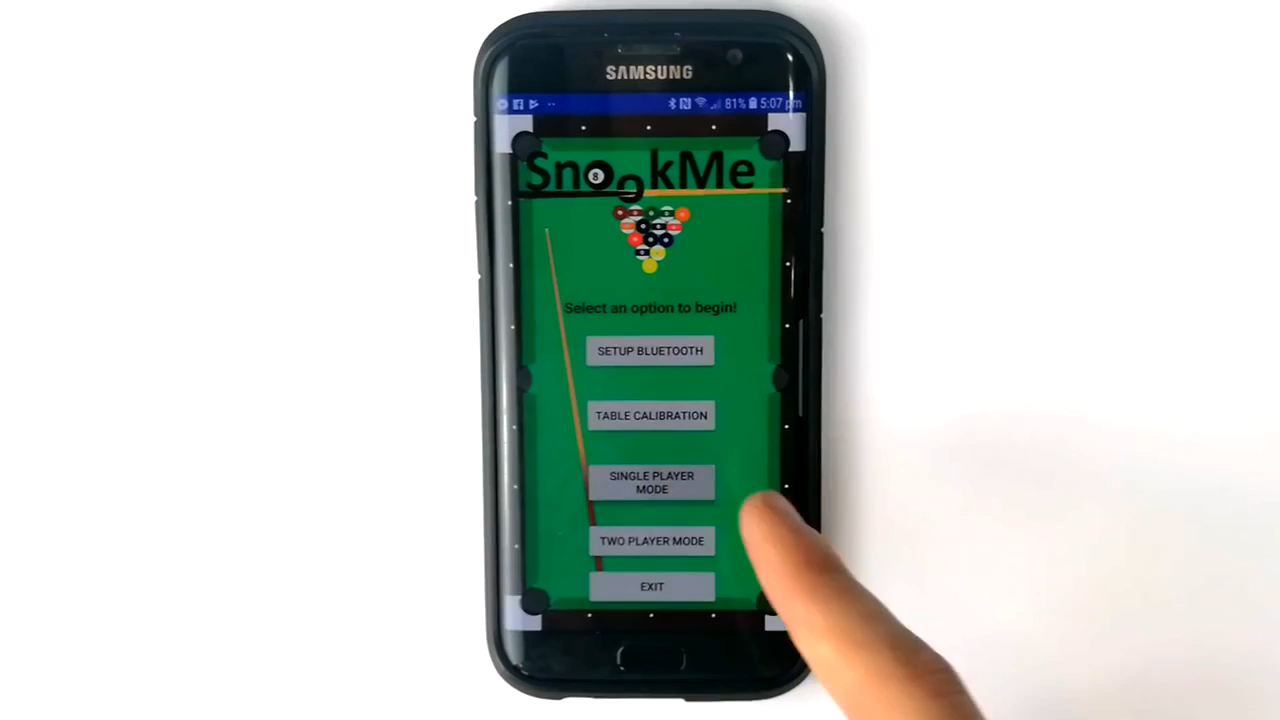 SAMSUNG
81% 5:07 pm
SnookMe
8
Select an option to begin!
SETUP BLUETOOTH
TABLE CALIBRATION
SINGLE PLAYER
MODE
TWO PLAYER MODE
EXIT